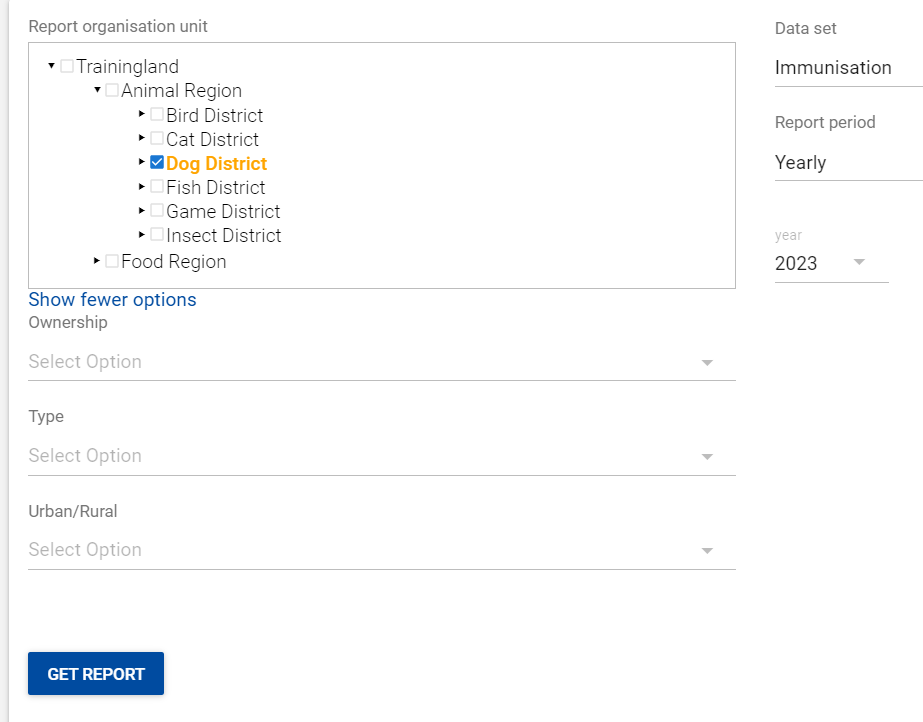 Report organisation unit
Trainingland
Animal Region
Bird District
Cat District
Dog District
Fish District
Game District
Insect District
Food Region
Show fewer options
Ownership
Select Option
Type
Select Option
Urban/Rural
Select Option
GET REPORT
Data set
Immunisation
Report period
Yearly
year
2023